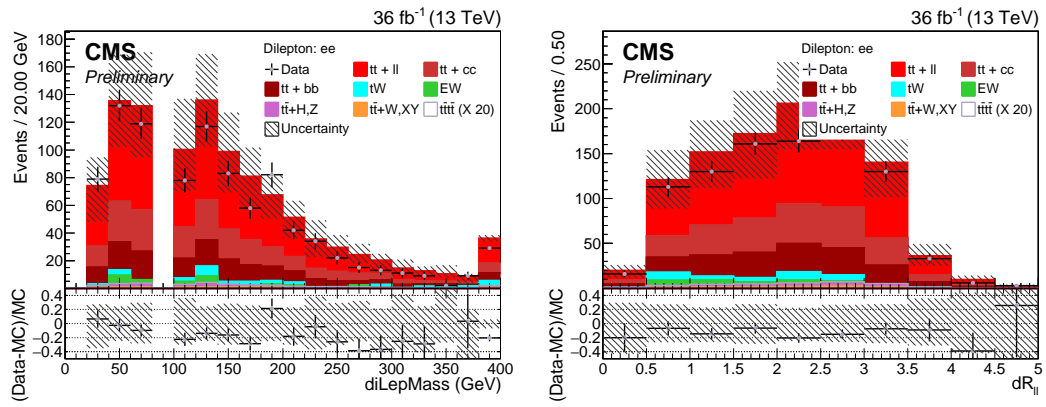 36 fb⁻¹ (13 TeV)
CMS
Preliminary
Dilepton: ee
Data
tt + ll
tt + cc
tt + bb
tW
EW
tt̄+H,Z
tt̄+W,XY
tt̄tt̄ (X 20)
Uncertainty
Events / 20.00 GeV
180
160
140
120
100
80
60
40
20
(Data-MC)/MC
0.4
0.2
0
−0.2
−0.4
0 50 100 150 200 250 300 350 400
diLepMass (GeV)
36 fb⁻¹ (13 TeV)
CMS
Preliminary
Dilepton: ee
Data
tt + ll
tt + cc
tt + bb
tW
EW
tt̄+H,Z
tt̄+W,XY
tt̄tt̄ (X 20)
Uncertainty
Events / 0.50
250
200
150
100
50
(Data-MC)/MC
0.4
0.2
0
−0.2
−0.4
0 0.5 1 1.5 2 2.5 3 3.5 4 4.5 5
dR_ll